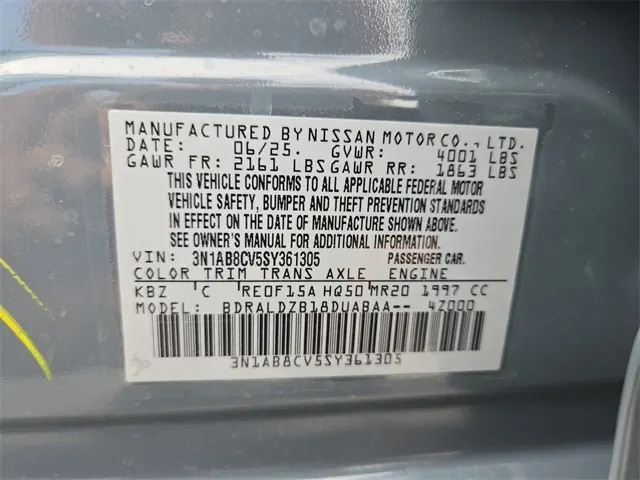 MANUFACTURED BY NISSAN MOTOR CO., LTD.
DATE: 06/25. GVWR: 4001 LBS
GAWR FR: 2161 LBS GAWR RR: 1863 LBS
THIS VEHICLE CONFORMS TO ALL APPLICABLE FEDERAL MOTOR
VEHICLE SAFETY, BUMPER AND THEFT PREVENTION STANDARDS
IN EFFECT ON THE DATE OF MANUFACTURE SHOWN ABOVE.
SEE OWNER'S MANUAL FOR ADDITIONAL INFORMATION
VIN: 3N1AB8CV5SY361305 PASSENGER CAR.
COLOR TRIM TRANS AXLE ENGINE
KBZ C RE0F15A HQ50 MR20 1997 CC
MODEL: BDRALDZB18DUABAA-- 4Z000
3N1AB8CV5SY361305